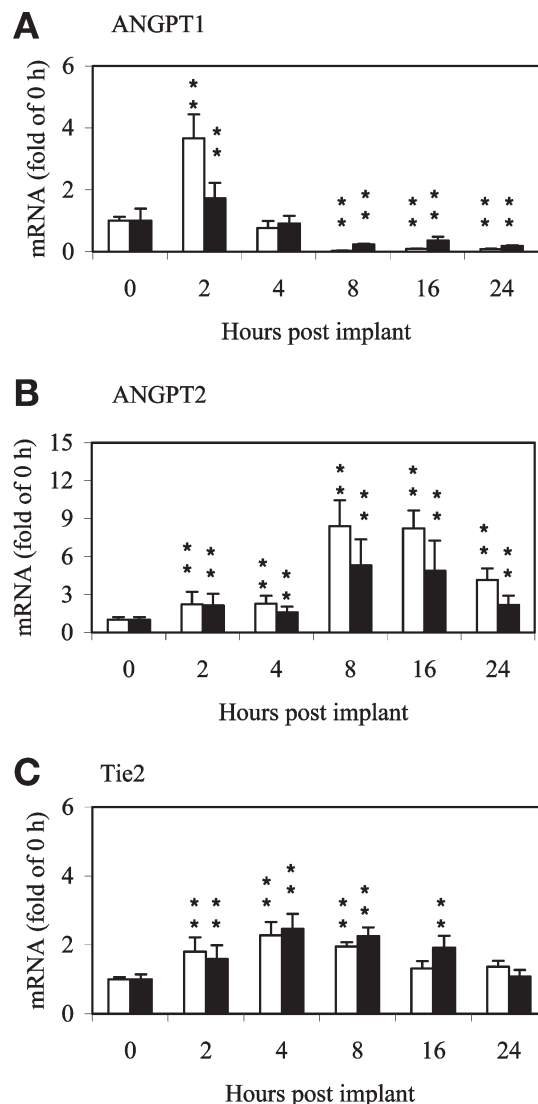 A ANGPT1
6
4
2
0
mRNA (fold of 0 h)
* * * * * *
* * * * * *
0 2 4 8 16 24
Hours post implant
B ANGPT2
15
12
9
6
3
0
mRNA (fold of 0 h)
* * * * * * * * * *
* * * * * * * * * *
0 2 4 8 16 24
Hours post implant
C Tie2
6
4
2
0
mRNA (fold of 0 h)
* * * * * * *
* * * * * * *
0 2 4 8 16 24
Hours post implant